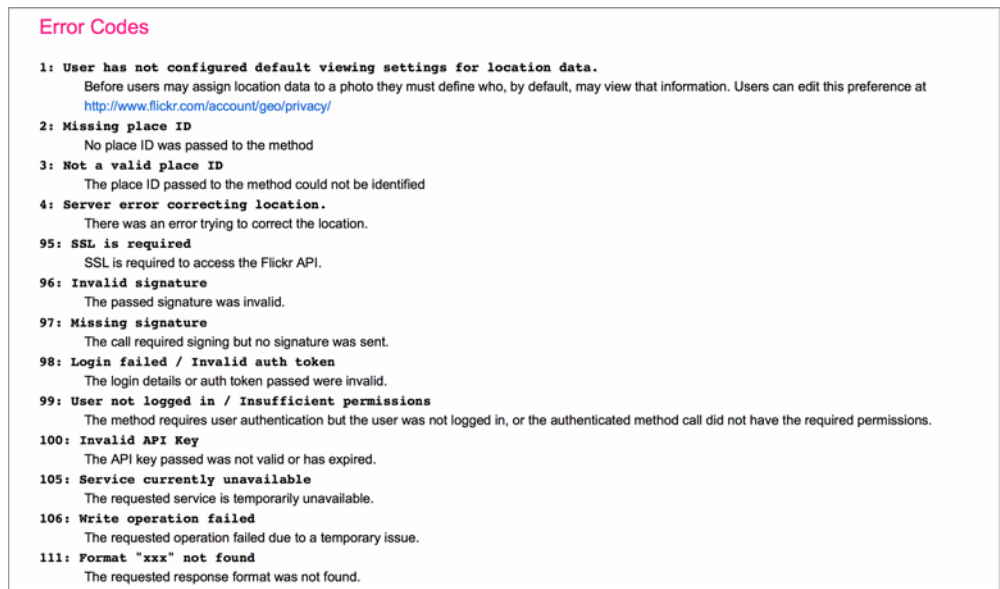 Error Codes
1: User has not configured default viewing settings for location data.
Before users may assign location data to a photo they must define who, by default, may view that information. Users can edit this preference at
http://www.flickr.com/account/geo/privacy/
2: Missing place ID
No place ID was passed to the method
3: Not a valid place ID
The place ID passed to the method could not be identified
4: Server error correcting location.
There was an error trying to correct the location.
95: SSL is required
SSL is required to access the Flickr API.
96: Invalid signature
The passed signature was invalid.
97: Missing signature
The call required signing but no signature was sent.
98: Login failed / Invalid auth token
The login details or auth token passed were invalid.
99: User not logged in / Insufficient permissions
The method requires user authentication but the user was not logged in, or the authenticated method call did not have the required permissions.
100: Invalid API Key
The API key passed was not valid or has expired.
105: Service currently unavailable
The requested service is temporarily unavailable.
106: Write operation failed
The requested operation failed due to a temporary issue.
111: Format "xxx" not found
The requested response format was not found.